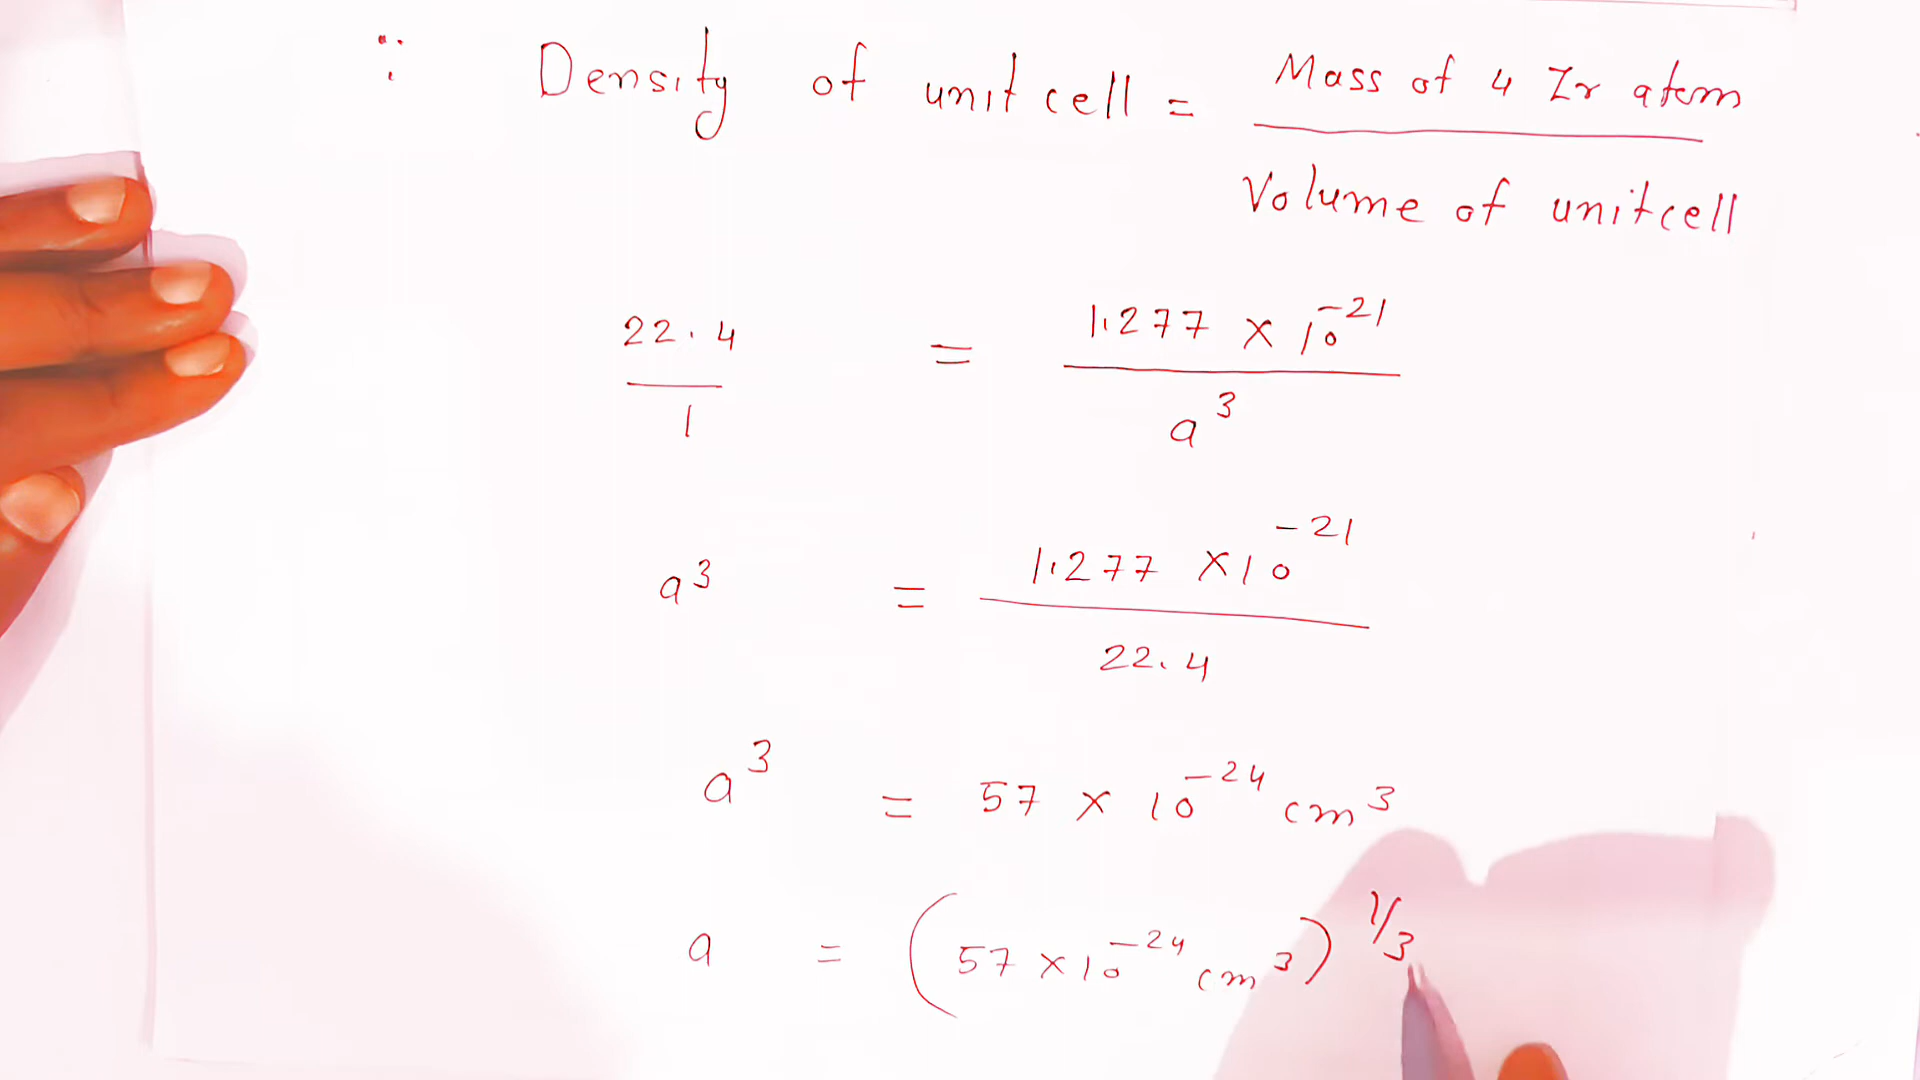 ∵ Density of unit cell = Mass of 4 Zr atom / Volume of unitcell
22.4 / 1 = 1.277 × 10⁻²¹ / a³
a³ = 1.277 × 10⁻²¹ / 22.4
a³ = 57 × 10⁻²⁴ cm³
a = (57 × 10⁻²⁴ cm³)^1/3